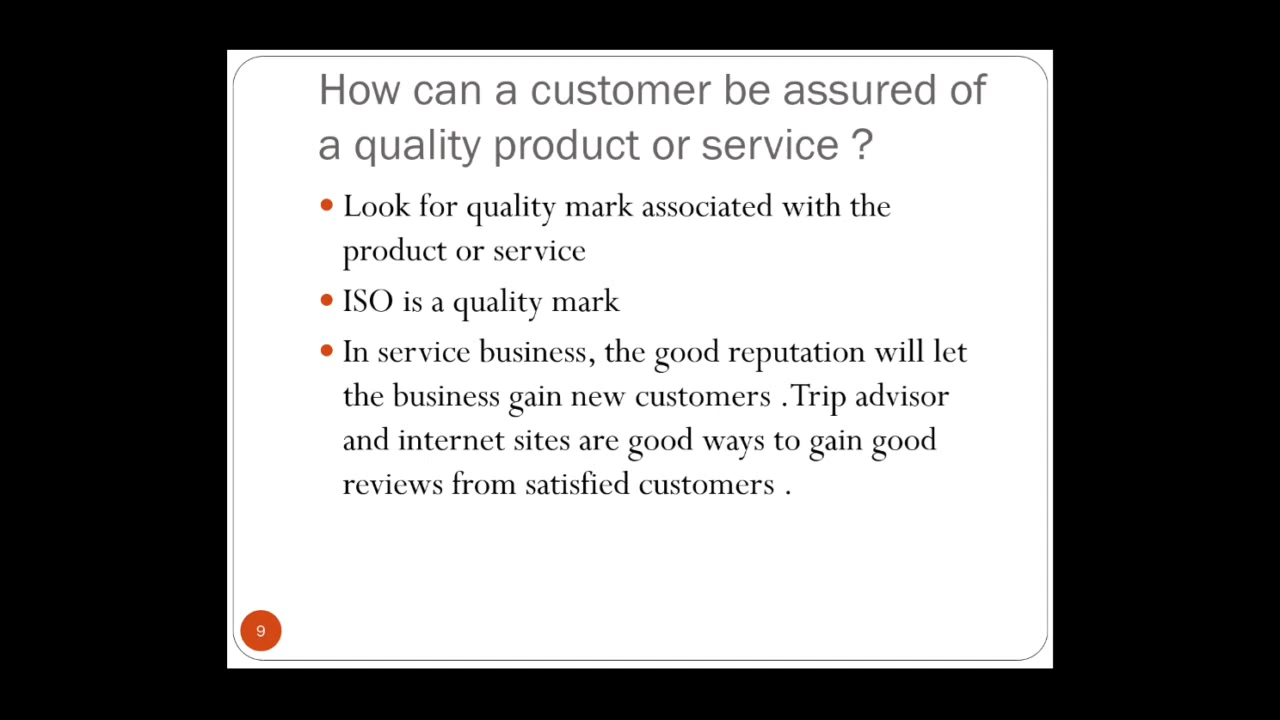 How can a customer be assured of
a quality product or service ?
Look for quality mark associated with the
product or service
ISO is a quality mark
In service business, the good reputation will let
the business gain new customers .Trip advisor
and internet sites are good ways to gain good
reviews from satisfied customers .
9